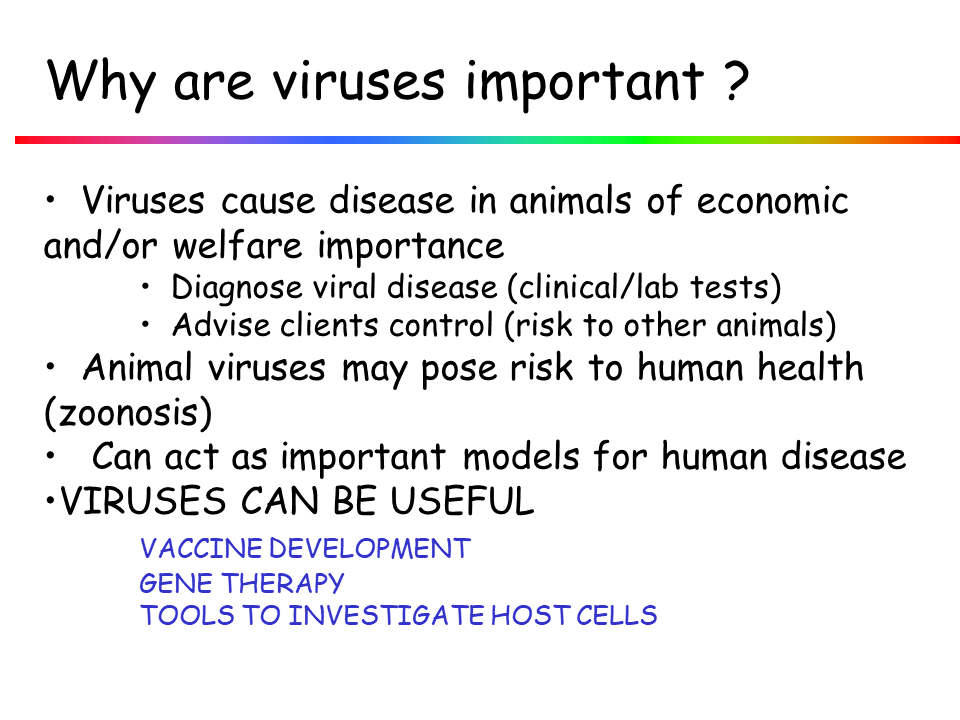 Why are viruses important ?
• Viruses cause disease in animals of economic
and/or welfare importance
• Diagnose viral disease (clinical/lab tests)
• Advise clients control (risk to other animals)
• Animal viruses may pose risk to human health
(zoonosis)
• Can act as important models for human disease
•VIRUSES CAN BE USEFUL
VACCINE DEVELOPMENT
GENE THERAPY
TOOLS TO INVESTIGATE HOST CELLS